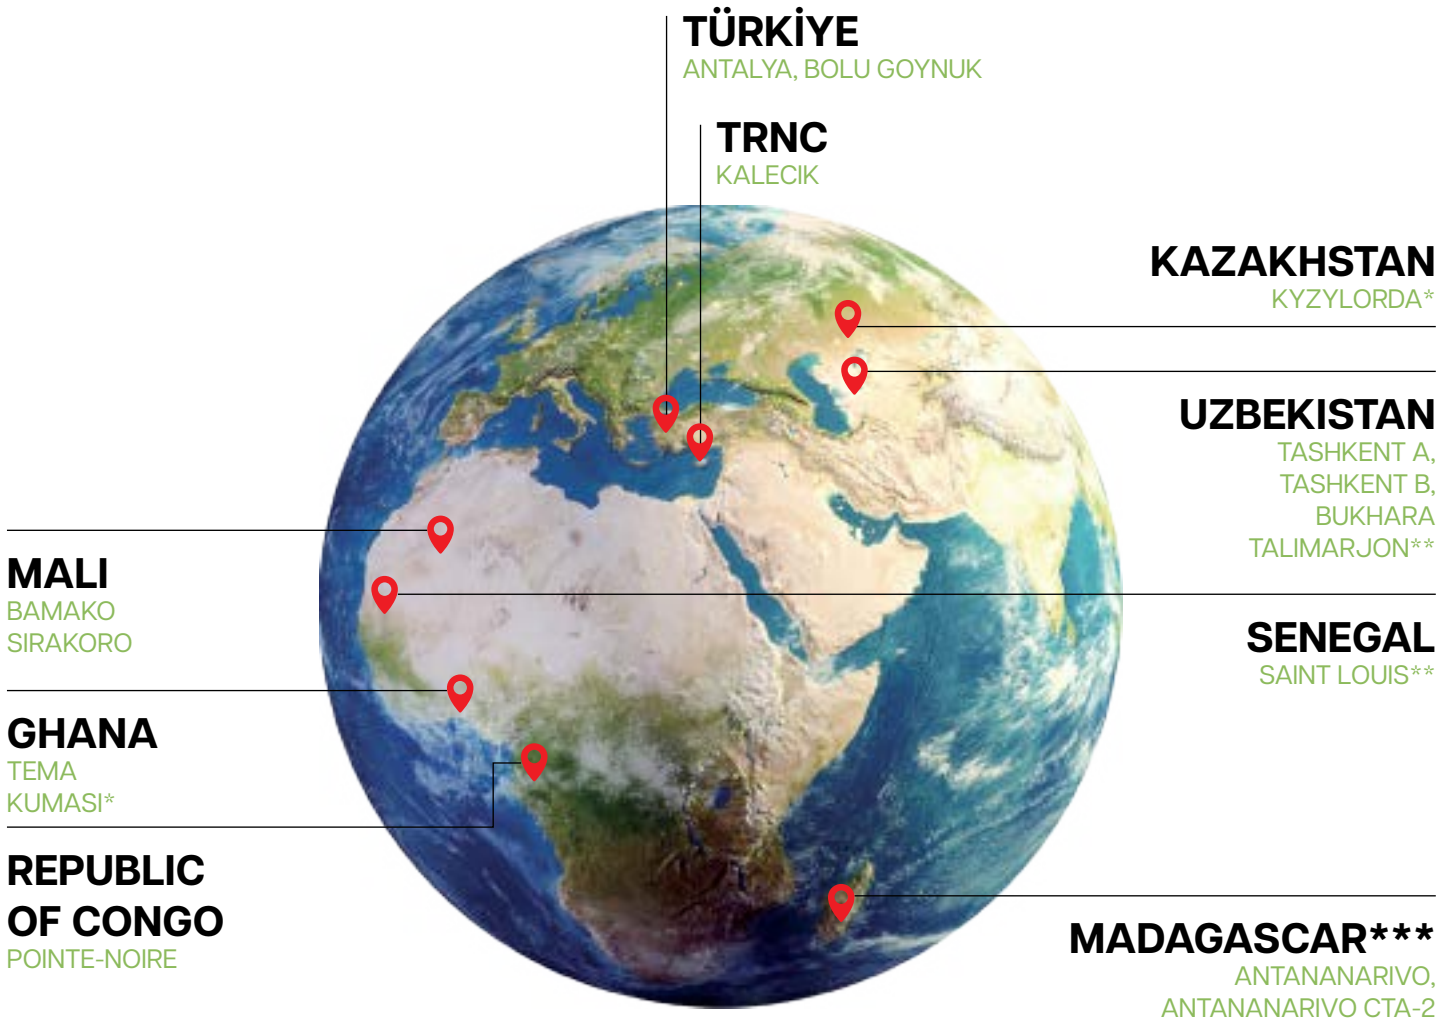 TÜRKİYE
ANTALYA, BOLU GOYNUK
TRNC
KALECIK
KAZAKHSTAN
KYZYLORDA*
UZBEKISTAN
TASHKENT A,
TASHKENT B,
BUKHARA
TALIMARJON**
MALI
BAMAKO
SIRAKORO
SENEGAL
SAINT LOUIS**
GHANA
TEMA
KUMASI*
REPUBLIC
OF CONGO
POINTE-NOIRE
MADAGASCAR***
ANTANANARIVO,
ANTANANARIVO CTA-2